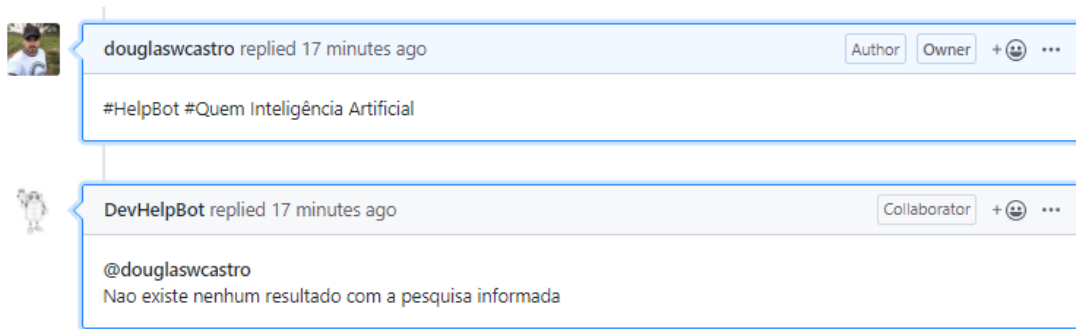 douglaswcastro replied 17 minutes ago Author Owner
#HelpBot #Quem Inteligência Artificial
DevHelpBot replied 17 minutes ago Collaborator
@douglaswcastro
Nao existe nenhum resultado com a pesquisa informada